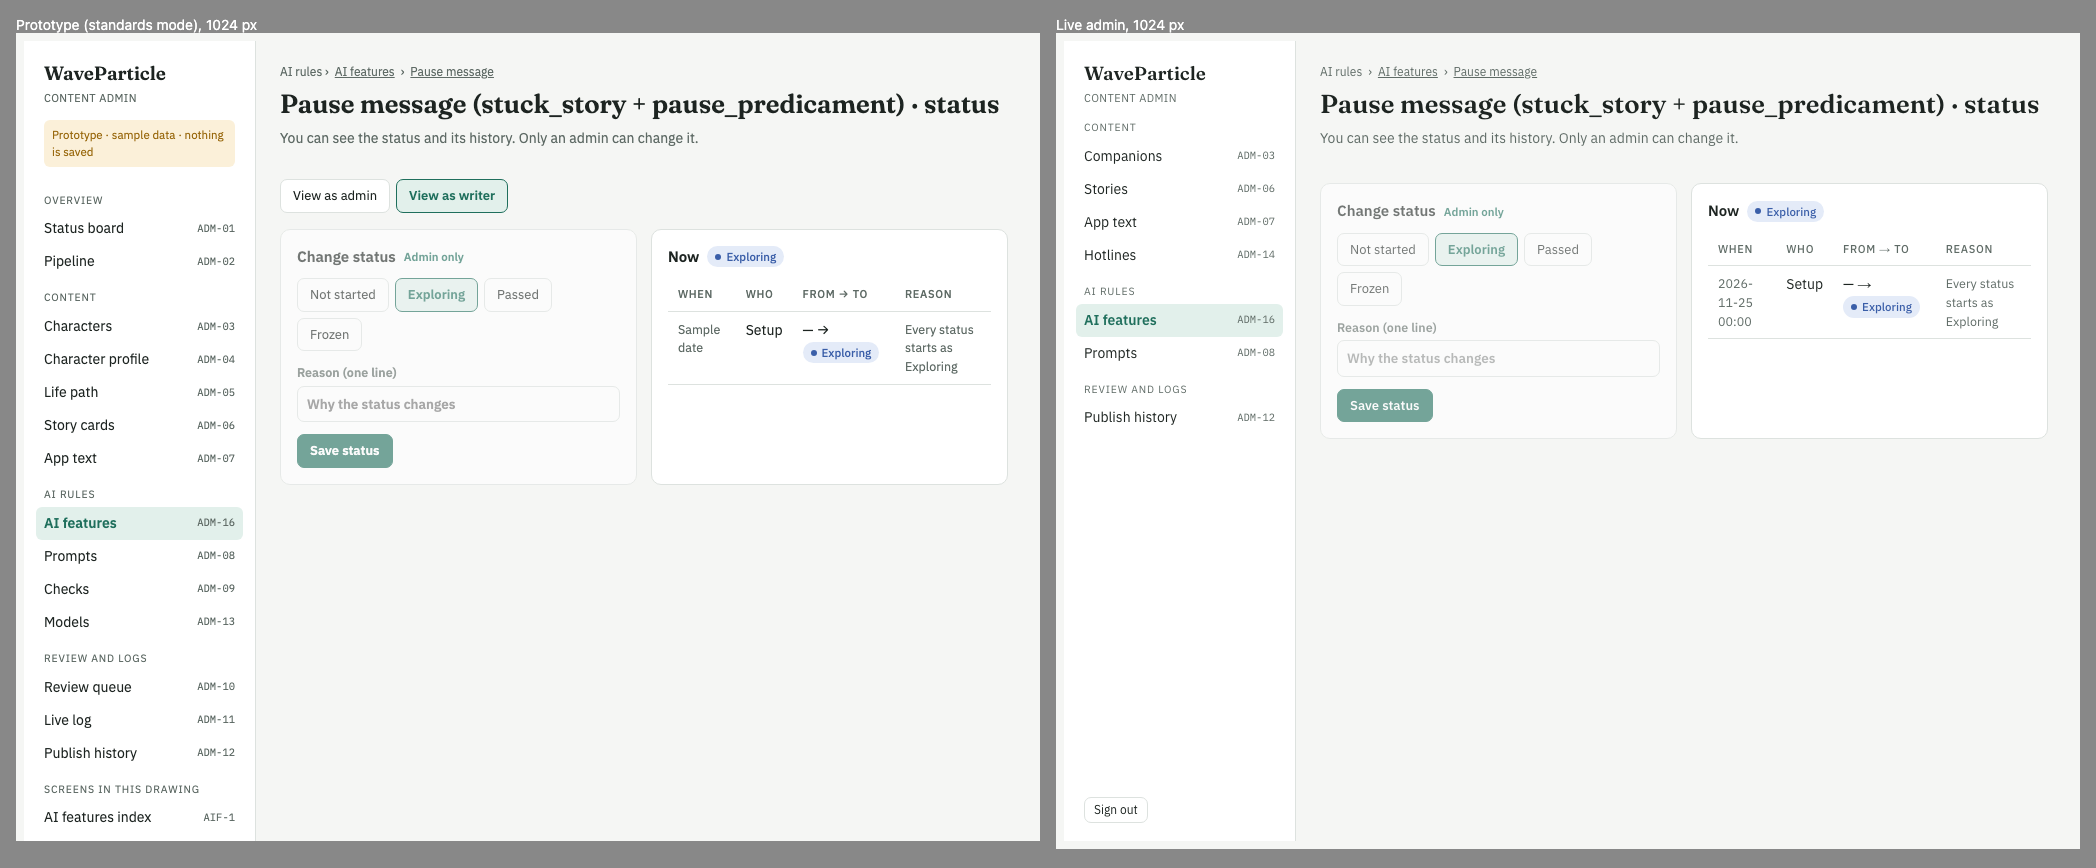 Prototype (standards mode), 1024 px
WaveParticle
CONTENT ADMIN
Prototype · sample data · nothing
is saved
OVERVIEW
Status board ADM-01
Pipeline ADM-02
CONTENT
Characters ADM-03
Character profile ADM-04
Life path ADM-05
Story cards ADM-06
App text ADM-07
AI RULES
AI features ADM-16
Prompts ADM-08
Checks ADM-09
Models ADM-13
REVIEW AND LOGS
Review queue ADM-10
Live log ADM-11
Publish history ADM-12
SCREENS IN THIS DRAWING
AI features index AIF-1
AI rules › AI features › Pause message
Pause message (stuck_story + pause_predicament) · status
You can see the status and its history. Only an admin can change it.
View as admin View as writer
Change status Admin only
Not started Exploring Passed
Frozen
Reason (one line)
Why the status changes
Save status
Now Exploring
WHEN WHO FROM → TO REASON
Sample Setup — → Every status
date Exploring starts as
Exploring
Live admin, 1024 px
WaveParticle
CONTENT ADMIN
CONTENT
Companions ADM-03
Stories ADM-06
App text ADM-07
Hotlines ADM-14
AI RULES
AI features ADM-16
Prompts ADM-08
REVIEW AND LOGS
Publish history ADM-12
Sign out
AI rules › AI features › Pause message
Pause message (stuck_story + pause_predicament) · status
You can see the status and its history. Only an admin can change it.
Change status Admin only
Not started Exploring Passed
Frozen
Reason (one line)
Why the status changes
Save status
Now Exploring
WHEN WHO FROM → TO REASON
2026- Setup — → Every status
11-25 Exploring starts as
00:00 Exploring